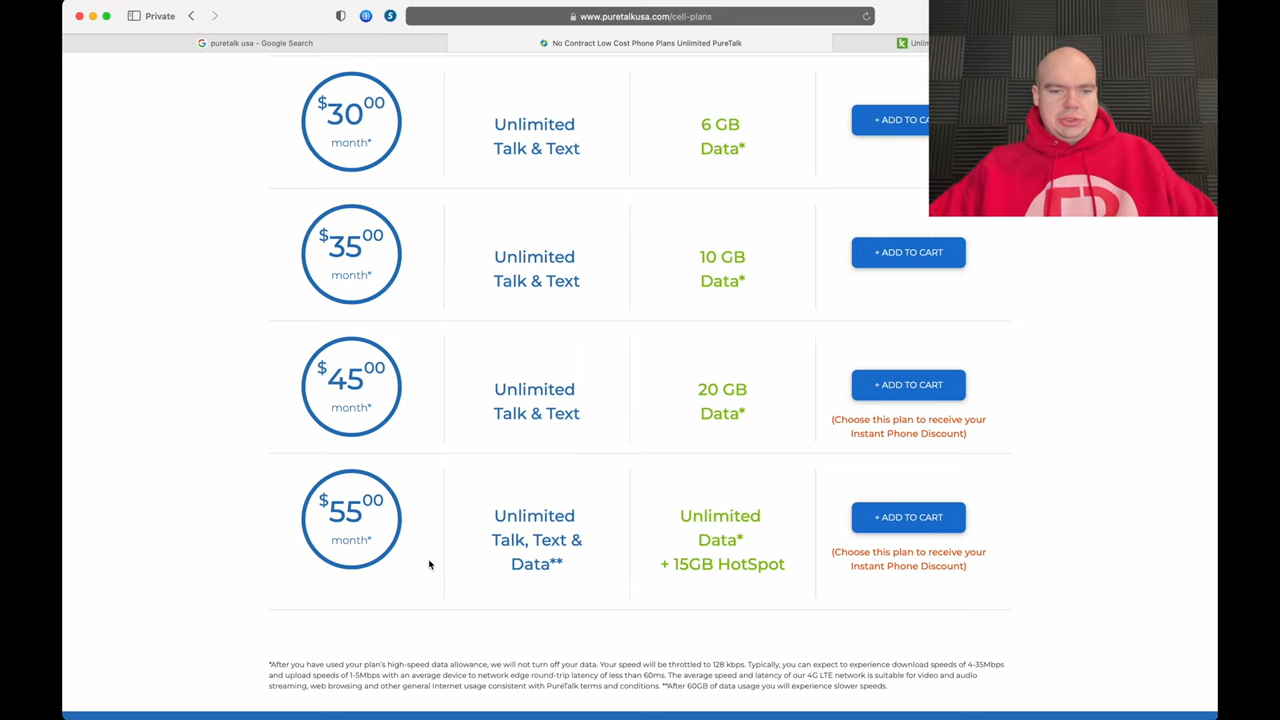 Private
www.puretalkusa.com/cell-plans
puretalk usa – Google Search
No Contract Low Cost Phone Plans Unlimited PureTalk
$30 00
month*
Unlimited
Talk & Text
6 GB
Data*
+ ADD TO CA
$35 00
month*
Unlimited
Talk & Text
10 GB
Data*
+ ADD TO CART
$45 00
month*
Unlimited
Talk & Text
20 GB
Data*
+ ADD TO CART
(Choose this plan to receive your
Instant Phone Discount)
$55 00
month*
Unlimited
Talk, Text &
Data**
Unlimited
Data*
+ 15GB HotSpot
+ ADD TO CART
(Choose this plan to receive your
Instant Phone Discount)
*After you have used your plan's high-speed data allowance, we will not turn off your data. Your speed will be throttled to 128 kbps. Typically, you can expect to experience download speeds of 4-35Mbps
and upload speeds of 1-5Mbps with an average device to network edge round-trip latency of less than 60ms. The average speed and latency of our 4G LTE network is suitable for video and audio
streaming, web browsing and other general Internet usage consistent with PureTalk terms and conditions. **After 60GB of data usage you will experience slower speeds.